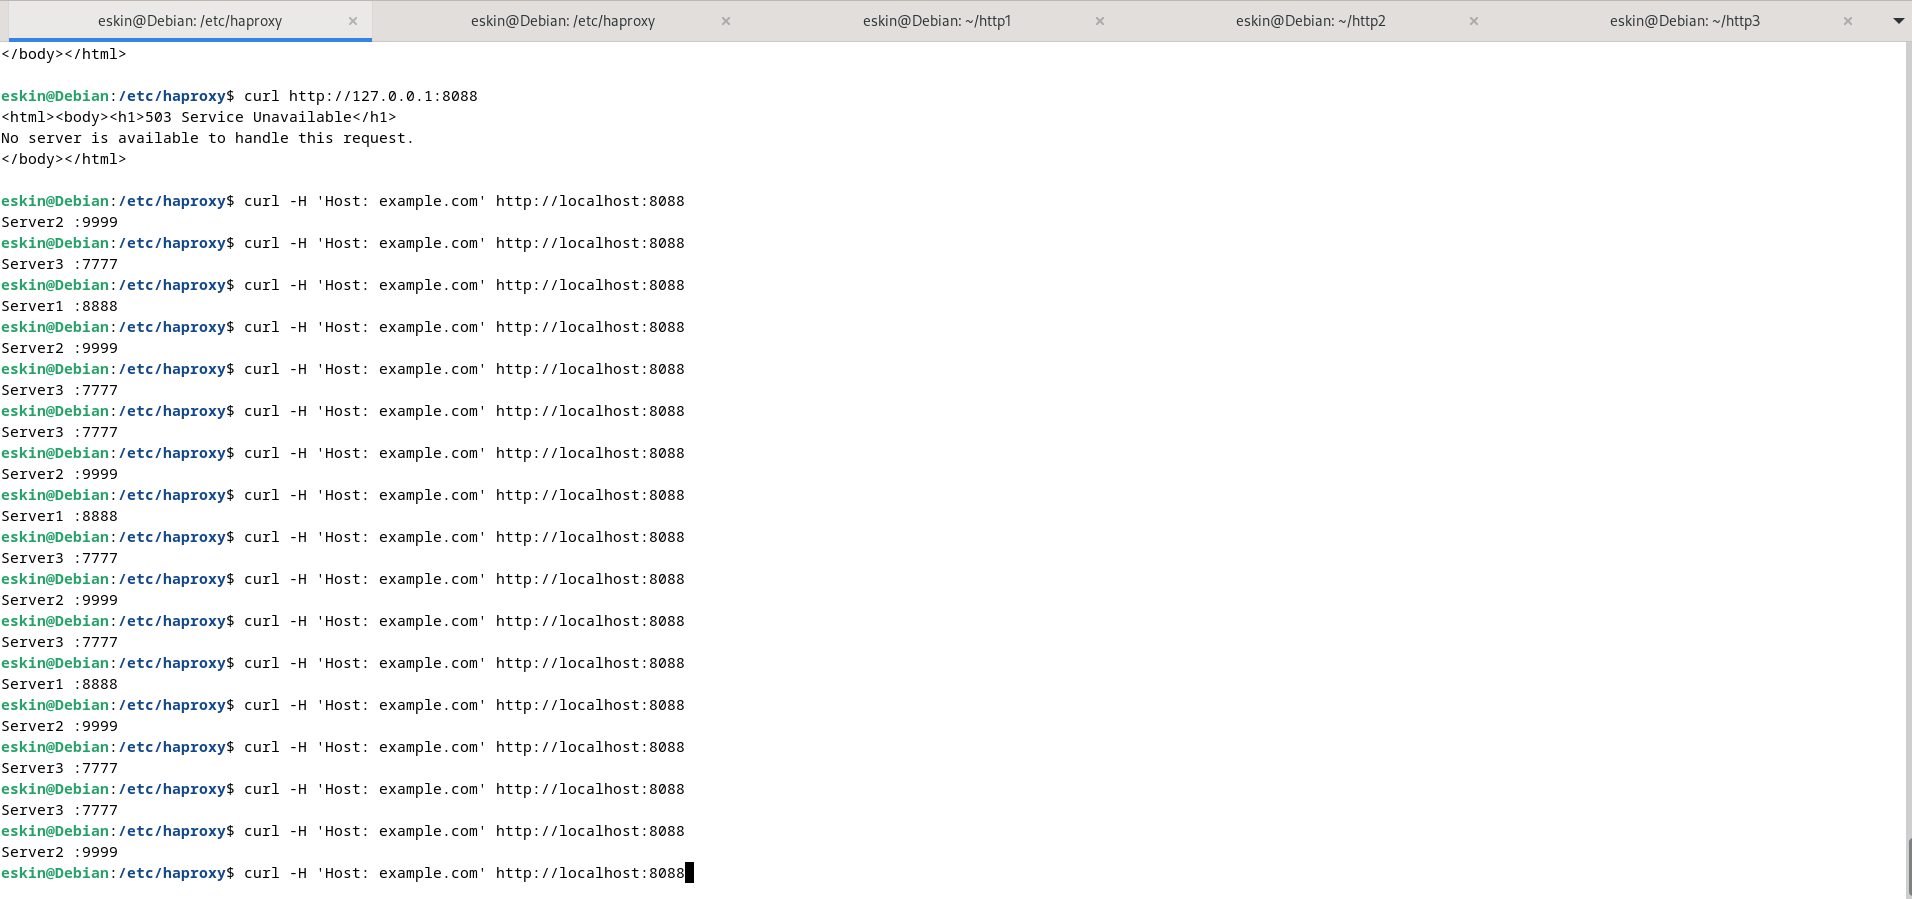 eskin@Debian: /etc/haproxy × eskin@Debian: /etc/haproxy × eskin@Debian: ~/http1 × eskin@Debian: ~/http2 × eskin@Debian: ~/http3 ×
</body></html>
eskin@Debian:/etc/haproxy$ curl http://127.0.0.1:8088
<html><body><h1>503 Service Unavailable</h1>
No server is available to handle this request.
</body></html>
eskin@Debian:/etc/haproxy$ curl -H 'Host: example.com' http://localhost:8088
Server2 :9999
eskin@Debian:/etc/haproxy$ curl -H 'Host: example.com' http://localhost:8088
Server3 :7777
eskin@Debian:/etc/haproxy$ curl -H 'Host: example.com' http://localhost:8088
Server1 :8888
eskin@Debian:/etc/haproxy$ curl -H 'Host: example.com' http://localhost:8088
Server2 :9999
eskin@Debian:/etc/haproxy$ curl -H 'Host: example.com' http://localhost:8088
Server3 :7777
eskin@Debian:/etc/haproxy$ curl -H 'Host: example.com' http://localhost:8088
Server3 :7777
eskin@Debian:/etc/haproxy$ curl -H 'Host: example.com' http://localhost:8088
Server2 :9999
eskin@Debian:/etc/haproxy$ curl -H 'Host: example.com' http://localhost:8088
Server1 :8888
eskin@Debian:/etc/haproxy$ curl -H 'Host: example.com' http://localhost:8088
Server3 :7777
eskin@Debian:/etc/haproxy$ curl -H 'Host: example.com' http://localhost:8088
Server2 :9999
eskin@Debian:/etc/haproxy$ curl -H 'Host: example.com' http://localhost:8088
Server3 :7777
eskin@Debian:/etc/haproxy$ curl -H 'Host: example.com' http://localhost:8088
Server1 :8888
eskin@Debian:/etc/haproxy$ curl -H 'Host: example.com' http://localhost:8088
Server2 :9999
eskin@Debian:/etc/haproxy$ curl -H 'Host: example.com' http://localhost:8088
Server3 :7777
eskin@Debian:/etc/haproxy$ curl -H 'Host: example.com' http://localhost:8088
Server3 :7777
eskin@Debian:/etc/haproxy$ curl -H 'Host: example.com' http://localhost:8088
Server2 :9999
eskin@Debian:/etc/haproxy$ curl -H 'Host: example.com' http://localhost:8088